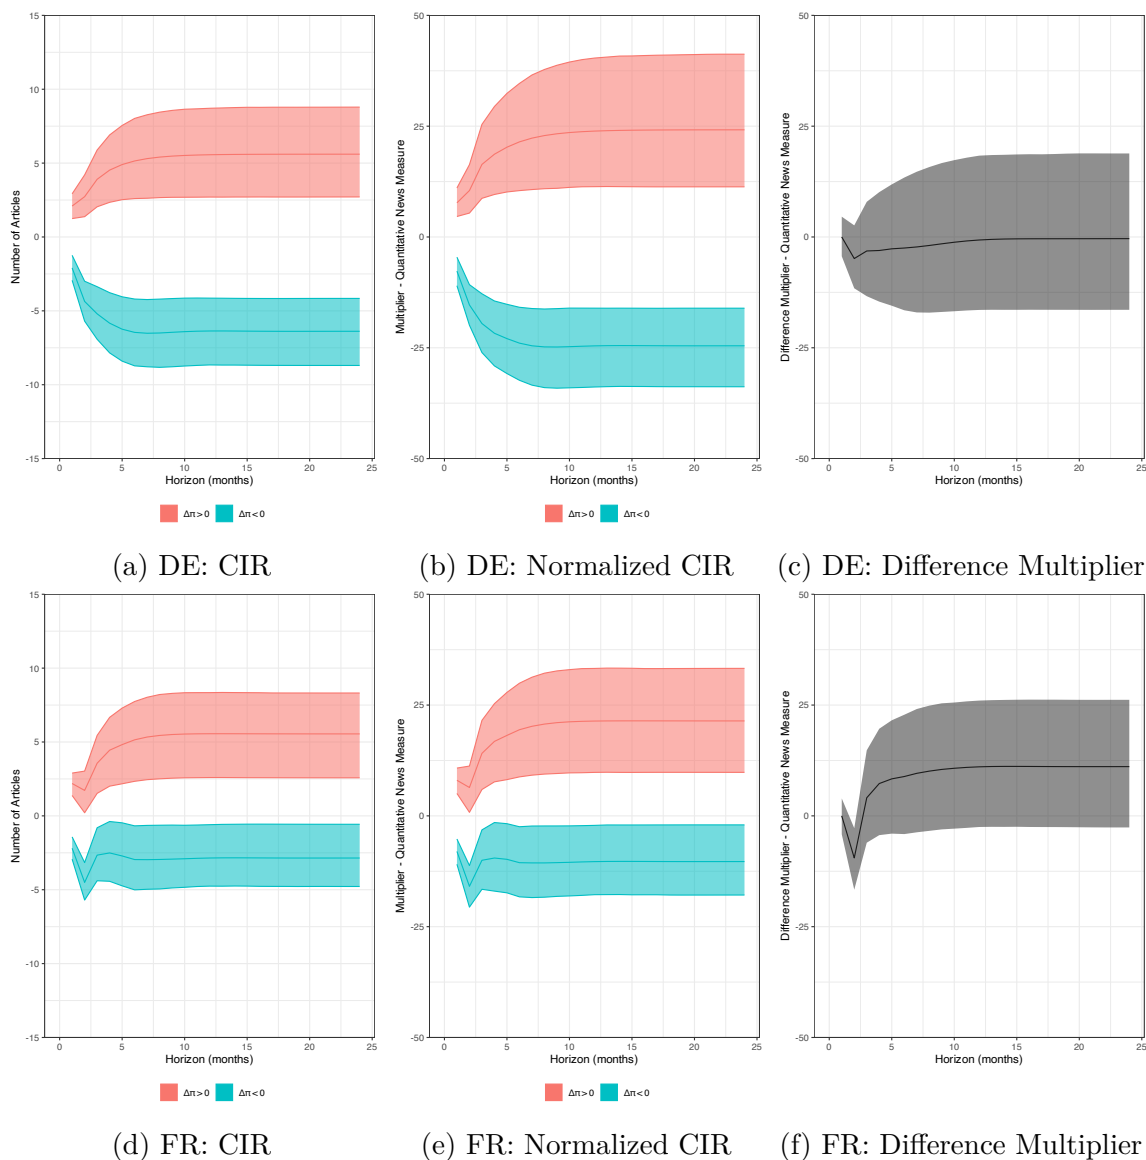 15
10
5
0
-5
-10
-15
Number of Articles
0 5 10 15 20 25
Horizon (months)
Δπ>0 Δπ<0
(a) DE: CIR
50
25
0
-25
-50
Multiplier - Quantitative News Measure
0 5 10 15 20 25
Horizon (months)
Δπ>0 Δπ<0
(b) DE: Normalized CIR
50
25
0
-25
-50
Difference Multiplier - Quantitative News Measure
0 5 10 15 20 25
Horizon (months)
(c) DE: Difference Multiplier
15
10
5
0
-5
-10
-15
Number of Articles
0 5 10 15 20 25
Horizon (months)
Δπ>0 Δπ<0
(d) FR: CIR
50
25
0
-25
-50
Multiplier - Quantitative News Measure
0 5 10 15 20 25
Horizon (months)
Δπ>0 Δπ<0
(e) FR: Normalized CIR
50
25
0
-25
-50
Difference Multiplier - Quantitative News Measure
0 5 10 15 20 25
Horizon (months)
(f) FR: Difference Multiplier